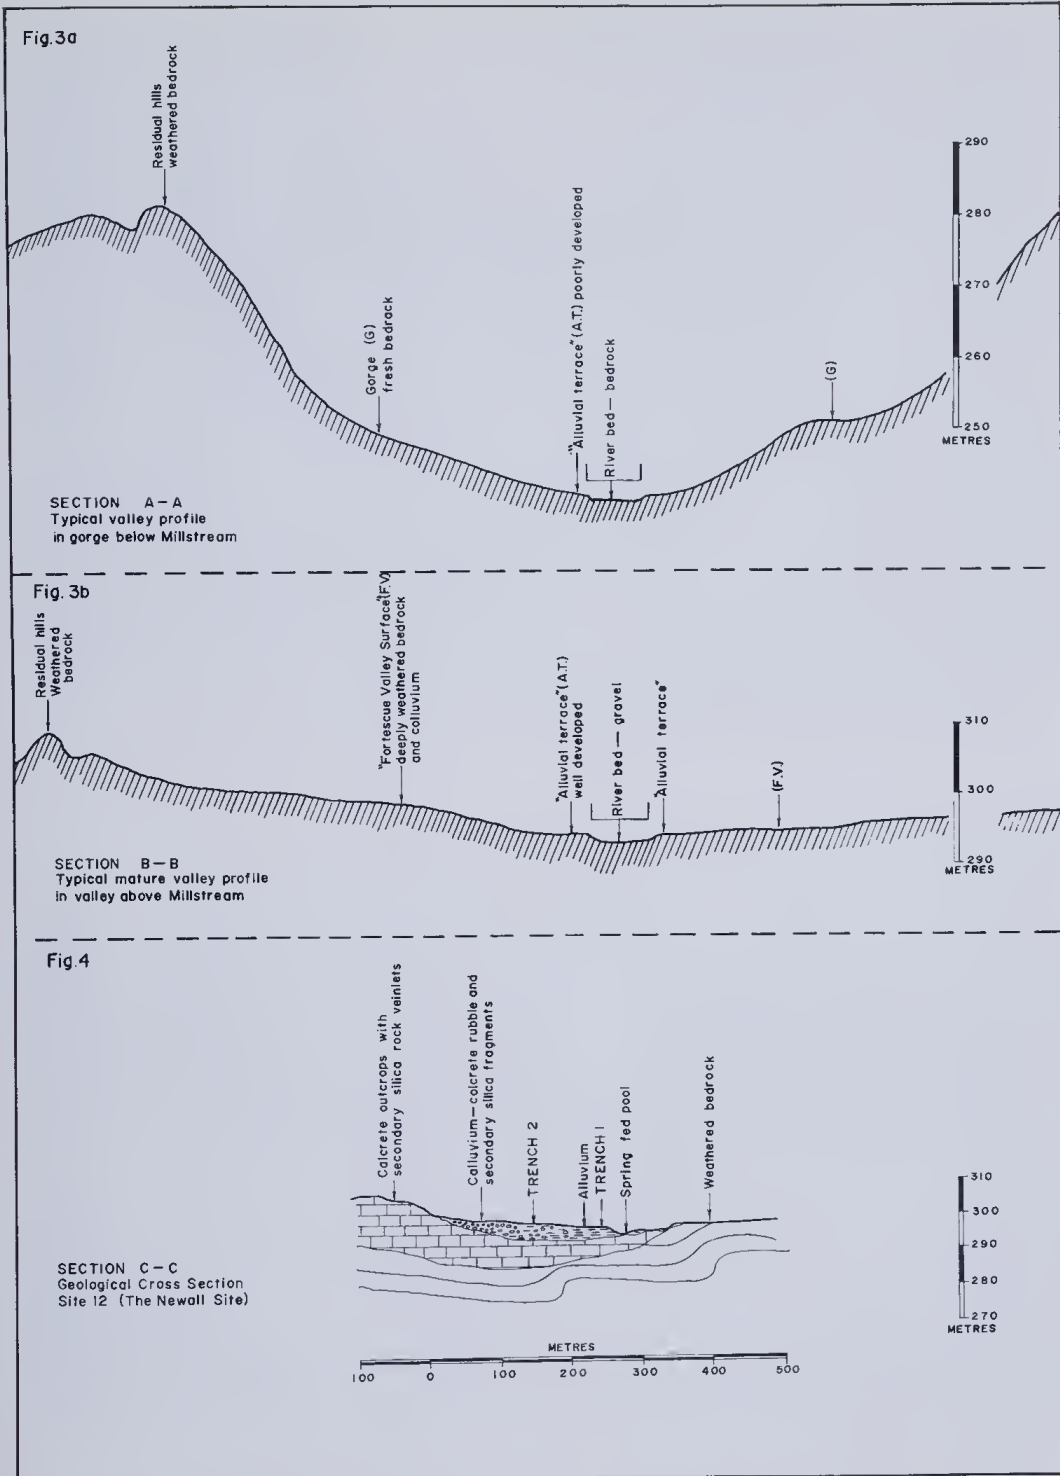 Fig.3a
Residual hills
weathered bedrock
Gorge (G)
fresh bedrack
"Alluvial terrace" (A.T.) poorly developed
River bed — bedrock
(G)
290
280
270
260
250
METRES
SECTION A – A
Typical valley profile
in gorge below Millstream
Fig. 3b
Residual hills
Weathered
bedrock
"Fortescue Valley Surface" (F.V)
deeply weathered bedrock
and colluvium
"Alluvial terrace" (A.T.)
well developed
River bed — gravel
"Alluvial terrace"
(F.V.)
310
300
290
METRES
SECTION B – B
Typical mature valley profile
in valley above Millstream
Fig.4
Calcrete outcrops with
secondary silica rock veinlets
Calluvium — colcrete rubble and
secondary silica fragments
TRENCH 2
Alluvium
TRENCH 1
Spring fed pool
Weathered bedrock
310
300
290
280
270
METRES
SECTION C – C
Geological Cross Section
Site 12 (The Newall Site)
METRES
100 0 100 200 300 400 500